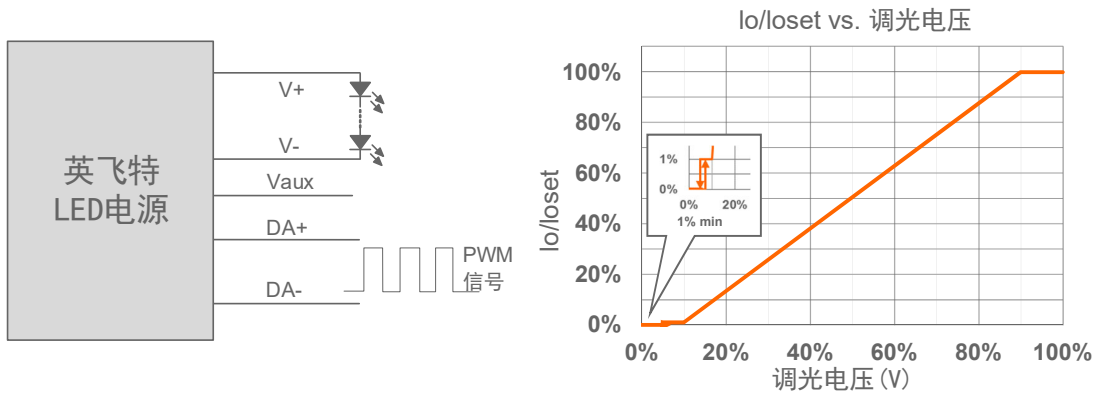 英飞特
LED电源
V+
V-
Vaux
DA+
DA-
PWM
信号
Io/Ioset vs. 调光电压
Io/Ioset
100%
80%
60%
40%
20%
0%
1%
0%
0% 20%
1% min
0% 20% 40% 60% 80% 100%
调光电压(V)